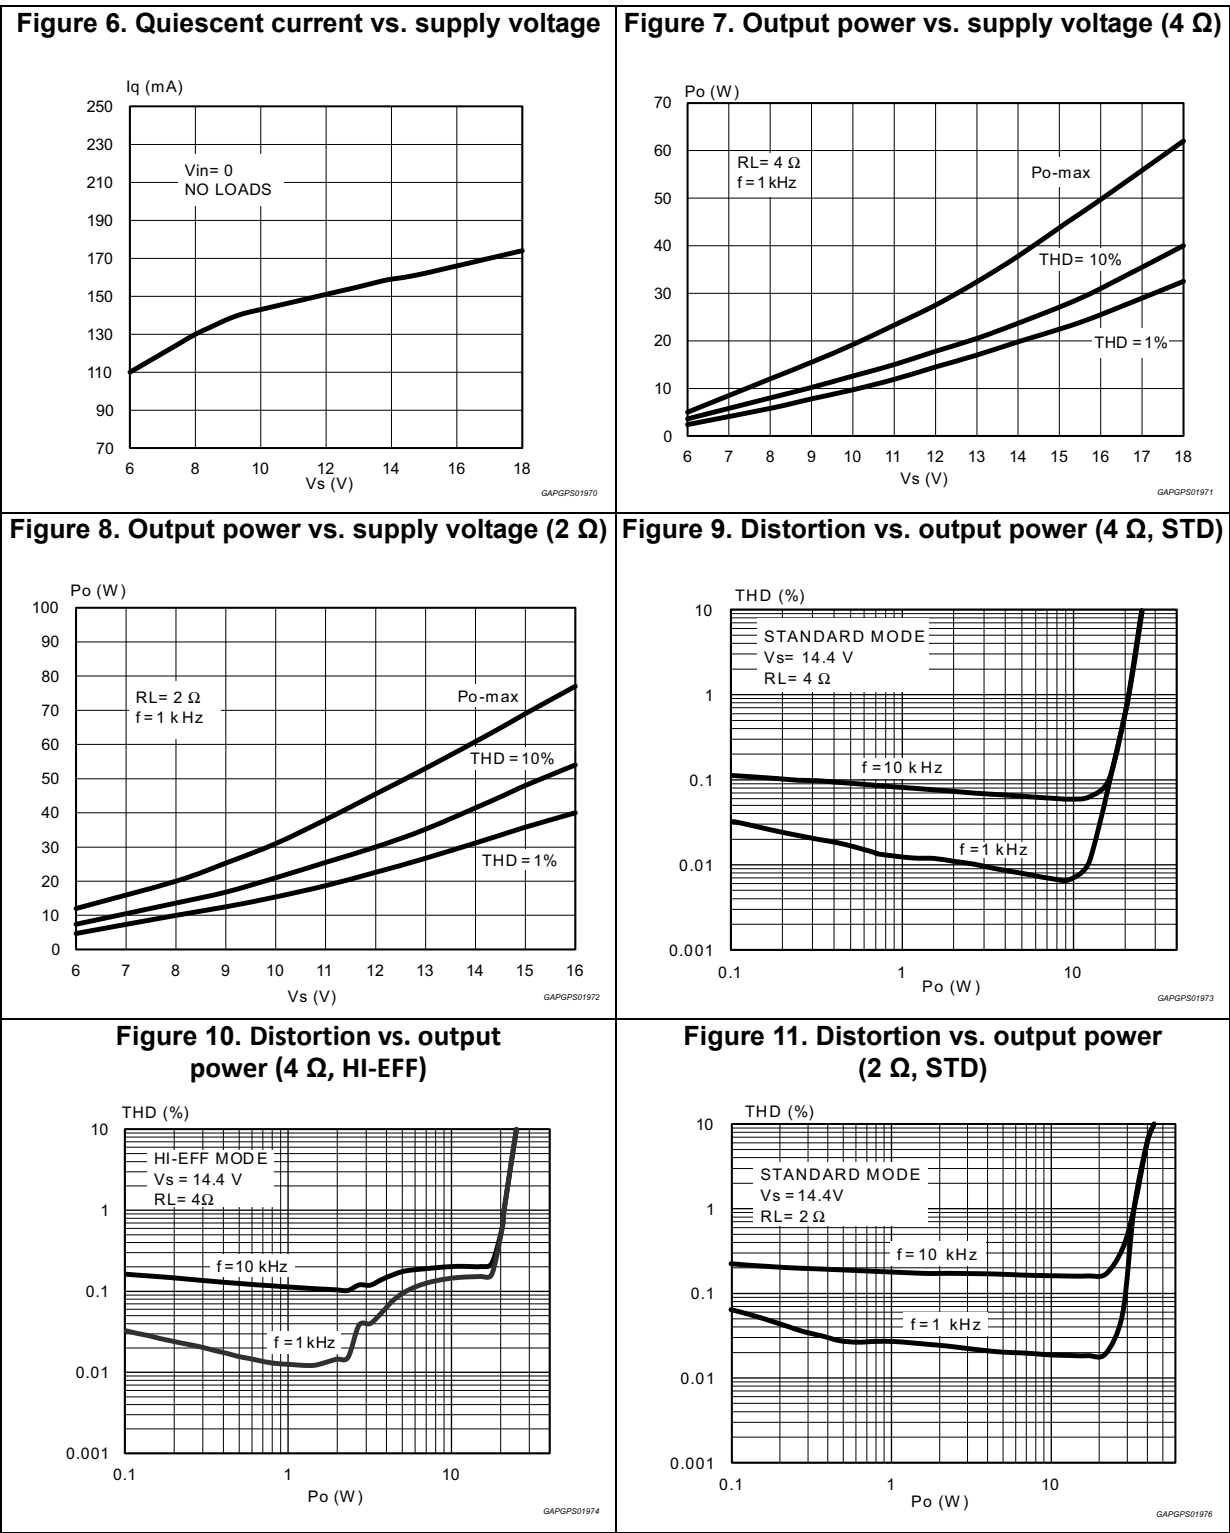 Figure 6. Quiescent current vs. supply voltage
Iq (mA)
250
230
210
190
170
150
130
110
90
70
Vin= 0
NO LOADS
6 8 10 12 14 16 18
Vs (V)
GAPGPS01970
Figure 7. Output power vs. supply voltage (4 Ω)
Po (W)
70
60
50
40
30
20
10
0
RL= 4 Ω
f=1kHz
Po-max
THD= 10%
THD =1%
6 7 8 9 10 11 12 13 14 15 16 17 18
Vs (V)
GAPGPS01971
Figure 8. Output power vs. supply voltage (2 Ω)
Po (W)
100
90
80
70
60
50
40
30
20
10
0
RL= 2 Ω
f=1 kHz
Po-max
THD=10%
THD=1%
6 7 8 9 10 11 12 13 14 15 16
Vs (V)
GAPGPS01972
Figure 9. Distortion vs. output power (4 Ω, STD)
THD (%)
10
1
0.1
0.01
0.001
STANDARD MODE
Vs= 14.4 V
RL= 4 Ω
f=10 kHz
f=1 kHz
0.1 1 10
Po (W)
GAPGPS01973
Figure 10. Distortion vs. output
power (4 Ω, HI-EFF)
THD (%)
10
1
0.1
0.01
0.001
HI-EFF MODE
Vs = 14.4 V
RL= 4Ω
f=10 kHz
f=1kHz
0.1 1 10
Po (W)
GAPGPS01974
Figure 11. Distortion vs. output power
(2 Ω, STD)
THD (%)
10
1
0.1
0.01
0.001
STANDARD MODE
Vs =14.4V
RL= 2 Ω
f=10 kHz
f=1 kHz
0.1 1 10
Po (W)
GAPGPS01976